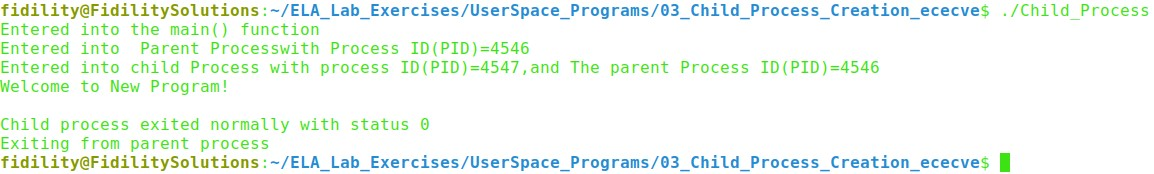 fidility@FidilitySolutions:~/ELA_Lab_Exercises/UserSpace_Programs/03_Child_Process_Creation_ececve$ ./Child_Process
Entered into the main() function
Entered into  Parent Processwith Process ID(PID)=4546
Entered into child Process with process ID(PID)=4547,and The parent Process ID(PID)=4546
Welcome to New Program!

Child process exited normally with status 0
Exiting from parent process
fidility@FidilitySolutions:~/ELA_Lab_Exercises/UserSpace_Programs/03_Child_Process_Creation_ececve$